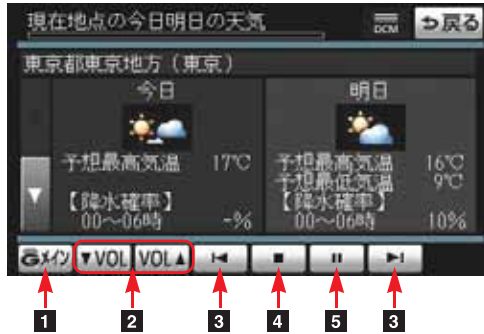 現在地点の今日明日の天気 DCM 戻る
東京都東京地方（東京）
今日 明日
予想最高気温 17℃ 予想最高気温 16℃
予想最低気温 9℃
【降水確率】 【降水確率】
00～06時 -% 00～06時 10%
Gメイン ▼VOL VOL▲
1 2 3 4 5 3